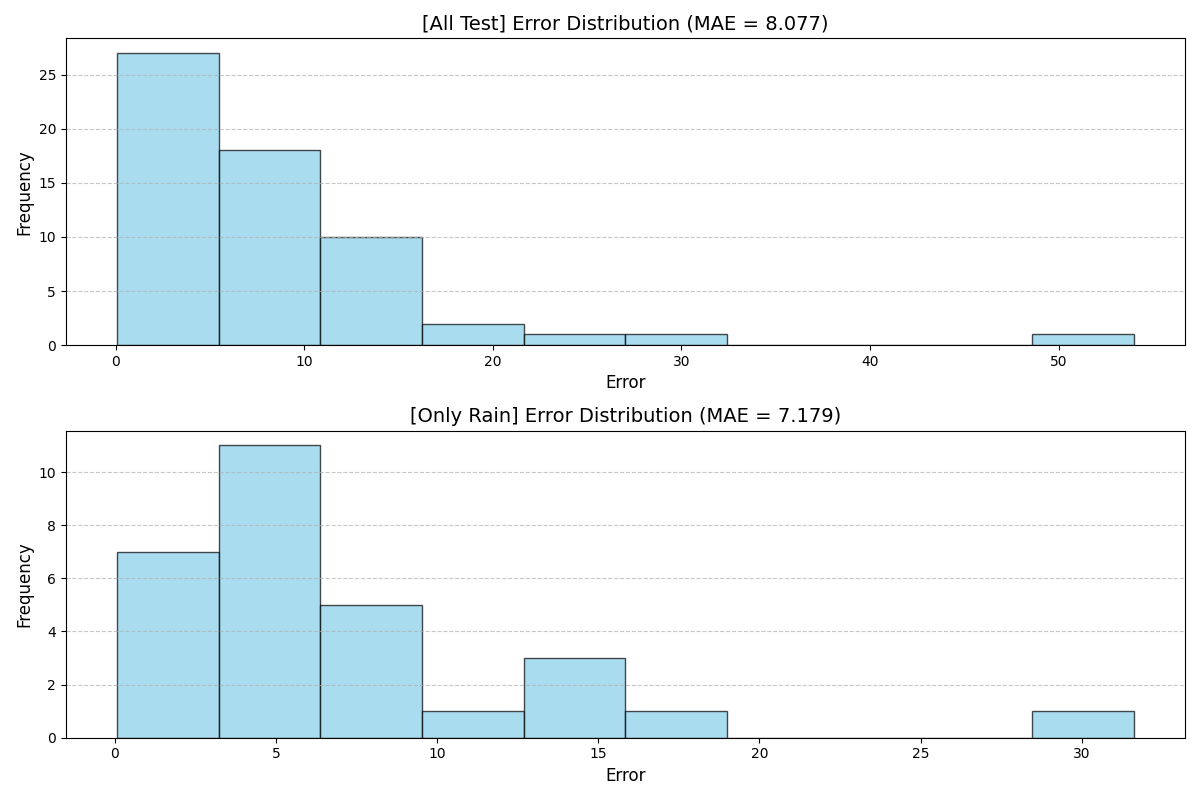 [All Test] Error Distribution (MAE = 8.077)
Frequency
25
20
15
10
5
0
0 10 20 30 40 50
Error
[Only Rain] Error Distribution (MAE = 7.179)
Frequency
10
8
6
4
2
0
0 5 10 15 20 25 30
Error